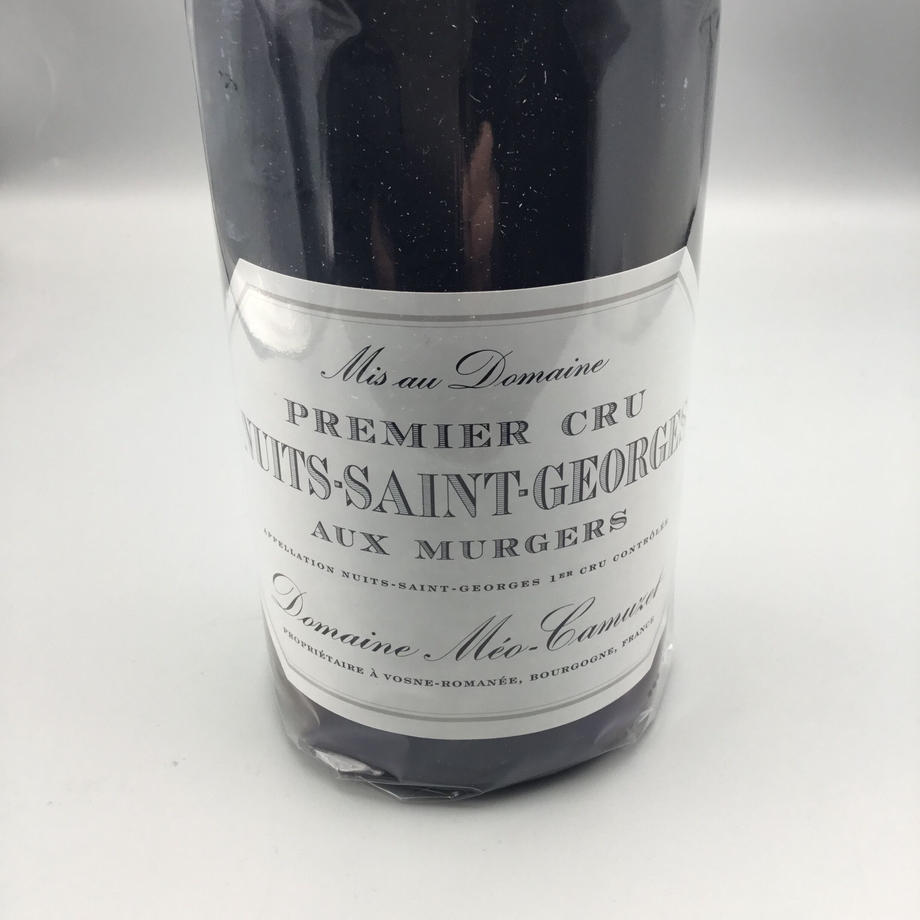 Mis au Domaine
PREMIER CRU
NUITS-SAINT-GEORGES
AUX MURGERS
APPELLATION NUITS-SAINT-GEORGES 1ER CRU CONTRÔLÉE
Domaine Méo-Camuzet
PROPRIÉTAIRE À VOSNE-ROMANÉE, BOURGOGNE, FRANCE